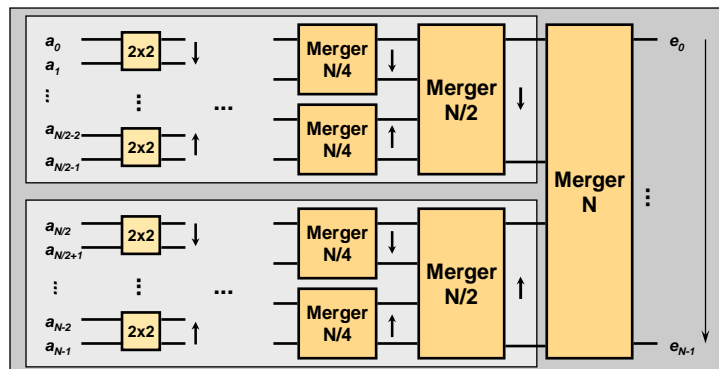 a0 2x2 Merger N/4 Merger N/2 Merger N e0
a1
...
⋮
...
aN/2-2 2x2 Merger N/4
aN/2-1
⋮
aN/2 2x2 Merger N/4 Merger N/2
aN/2+1
...
⋮
...
aN-2 2x2 Merger N/4
aN-1 eN-1